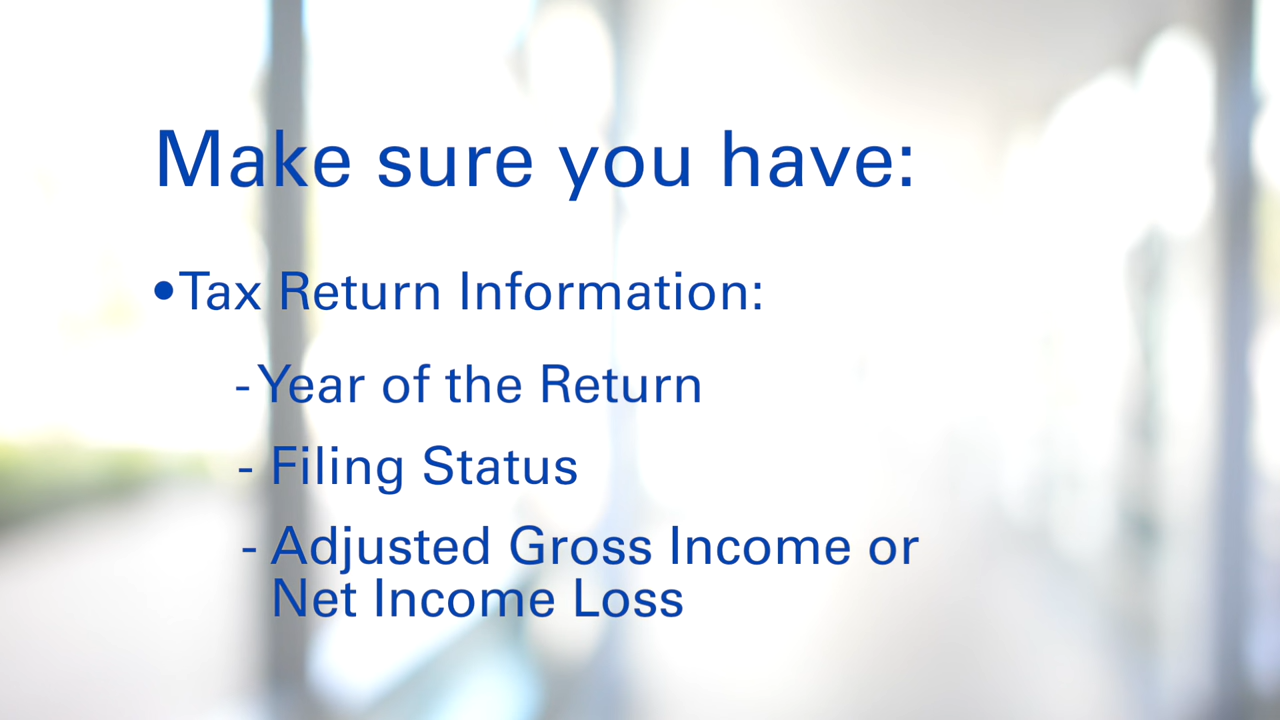 Make sure you have:
•Tax Return Information:
- Year of the Return
- Filing Status
- Adjusted Gross Income or
Net Income Loss